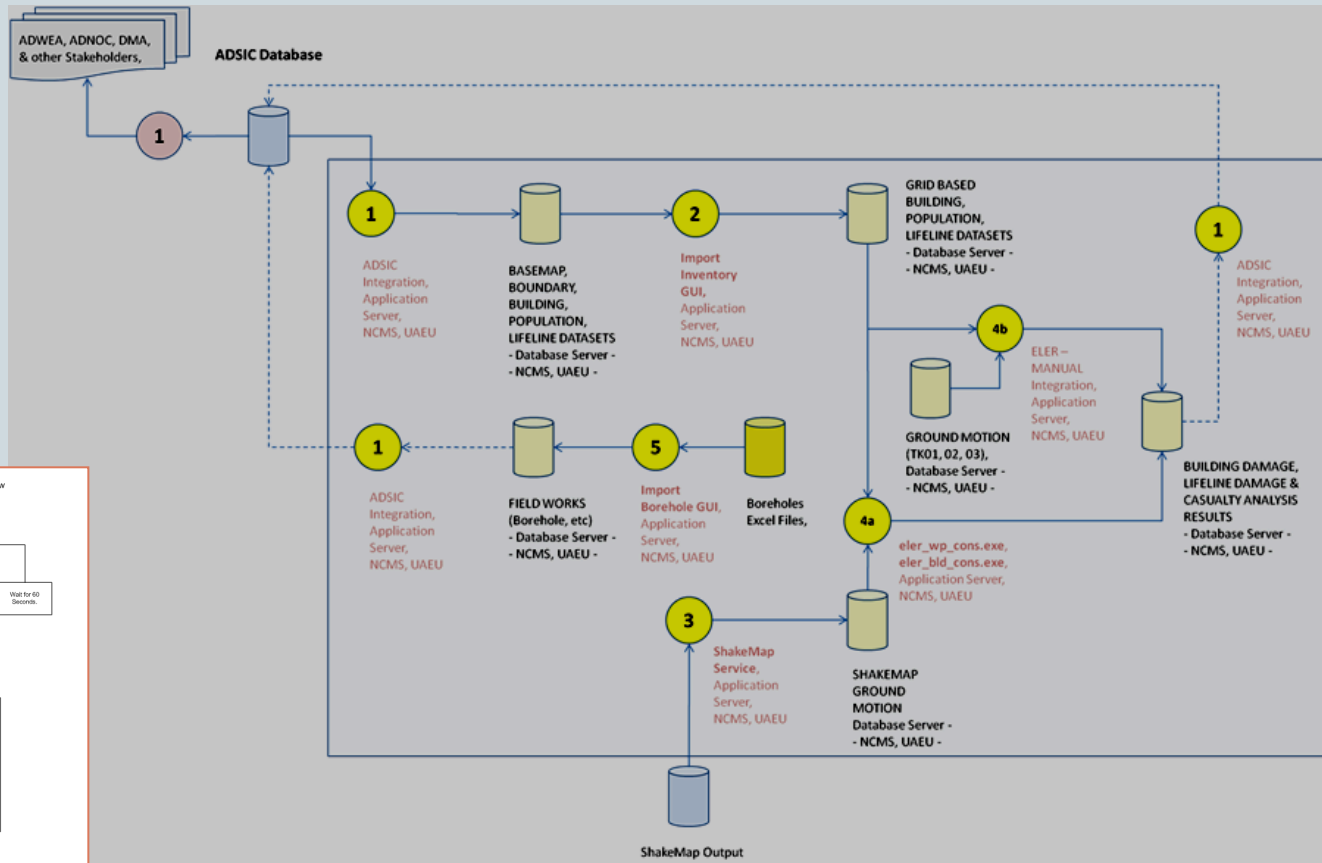 ADWEA, ADNOC, DMA,
& other Stakeholders,
ADSIC Database
1
1
ADSIC
Integration,
Application
Server,
NCMS, UAEU
BASEMAP,
BOUNDARY,
BUILDING,
POPULATION,
LIFELINE DATASETS
- Database Server -
- NCMS, UAEU -
2
Import
Inventory
GUI,
Application
Server,
NCMS, UAEU
GRID BASED
BUILDING,
POPULATION,
LIFELINE DATASETS
- Database Server -
- NCMS, UAEU -
1
ADSIC
Integration,
Application
Server,
NCMS, UAEU
4b
ELER –
MANUAL
Integration,
Application
Server,
NCMS, UAEU
GROUND MOTION
(TK01, 02, 03),
Database Server -
- NCMS, UAEU -
BUILDING DAMAGE,
LIFELINE DAMAGE &
CASUALTY ANALYSIS
RESULTS
- Database Server -
- NCMS, UAEU -
1
ADSIC
Integration,
Application
Server,
NCMS, UAEU
FIELD WORKS
(Borehole, etc)
- Database Server -
- NCMS, UAEU -
5
Import
Borehole GUI,
Application
Server,
NCMS, UAEU
Boreholes
Excel Files,
4a
eler_wp_cons.exe,
eler_bld_cons.exe,
Application Server,
NCMS, UAEU
3
ShakeMap
Service,
Application
Server,
NCMS, UAEU
SHAKEMAP
GROUND
MOTION
Database Server -
- NCMS, UAEU -
ShakeMap Output
Wait for 60
Seconds.